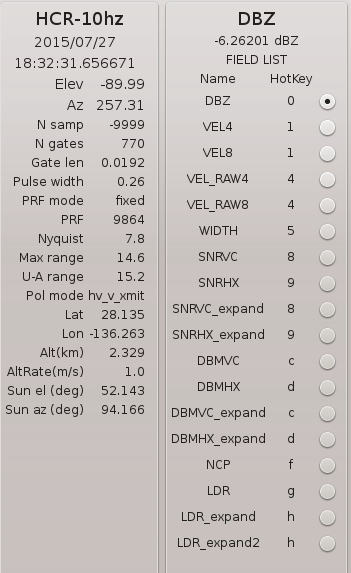 HCR-10hz
2015/07/27
18:32:31.656671
Elev -89.99
Az 257.31
N samp -9999
N gates 770
Gate len 0.0192
Pulse width 0.26
PRF mode fixed
PRF 9864
Nyquist 7.8
Max range 14.6
U-A range 15.2
Pol mode hv_v_xmit
Lat 28.135
Lon -136.263
Alt(km) 2.329
AltRate(m/s) 1.0
Sun el (deg) 52.143
Sun az (deg) 94.166
DBZ
-6.26201 dBZ
FIELD LIST
Name HotKey
DBZ 0
VEL4 1
VEL8 1
VEL_RAW4 4
VEL_RAW8 4
WIDTH 5
SNRVC 8
SNRHX 9
SNRVC_expand 8
SNRHX_expand 9
DBMVC c
DBMHX d
DBMVC_expand c
DBMHX_expand d
NCP f
LDR g
LDR_expand h
LDR_expand2 h